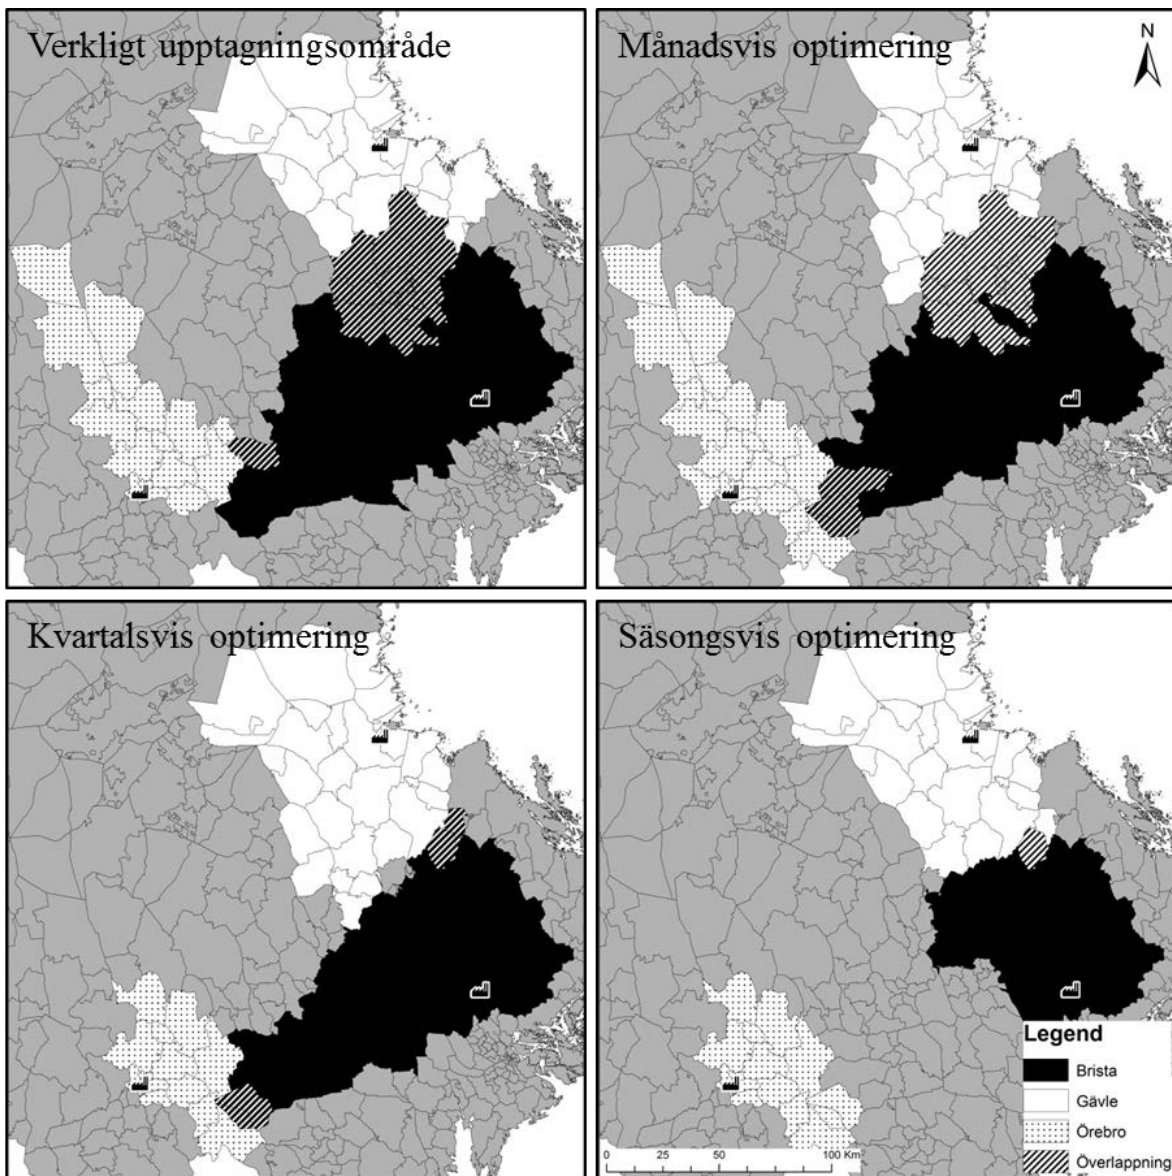 Verkligt upptagningsområde
Månadsvis optimering
N
Kvartalsvis optimering
Säsongsvis optimering
Legend
Brista
Gävle
Örebro
Överlappning
0 25 50 100 Km